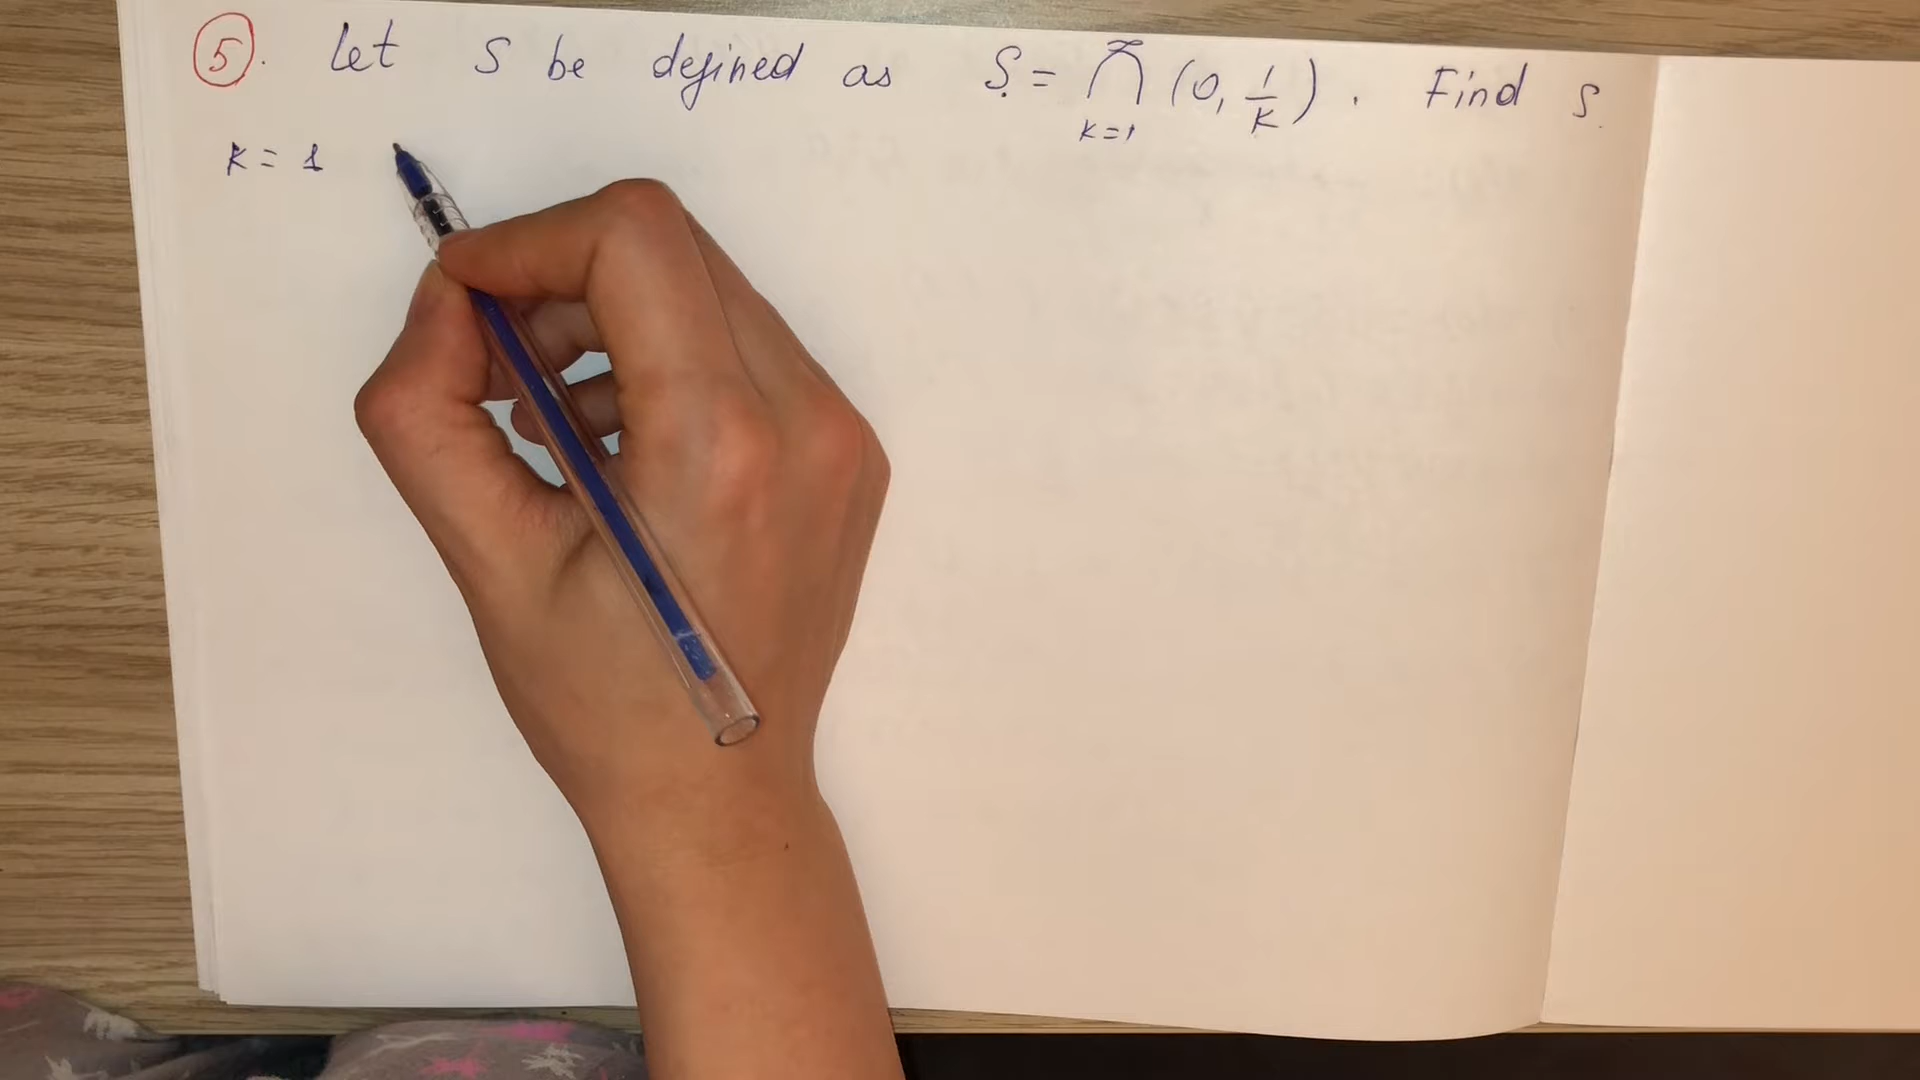 5. Let S be defined as S = ⋂_{k=1}^{∞} (0, 1/k). Find S.
k = 1